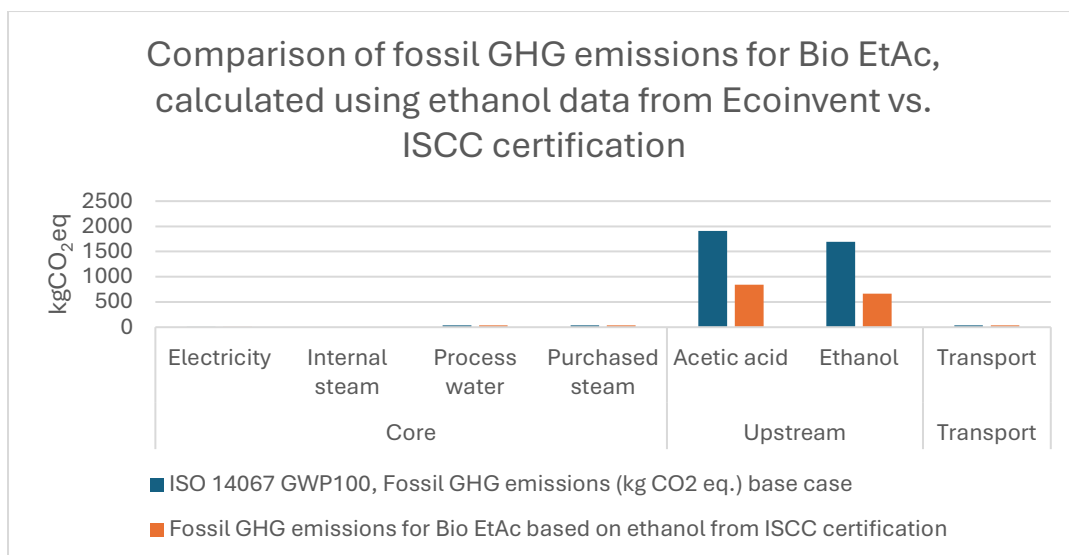 Comparison of fossil GHG emissions for Bio EtAc,
calculated using ethanol data from Ecoinvent vs.
ISCC certification
kgCO₂eq
2500
2000
1500
1000
500
0
Electricity
Internal
steam
Process
water
Purchased
steam
Acetic acid
Ethanol
Transport
Core
Upstream
Transport
ISO 14067 GWP100, Fossil GHG emissions (kg CO2 eq.) base case
Fossil GHG emissions for Bio EtAc based on ethanol from ISCC certification